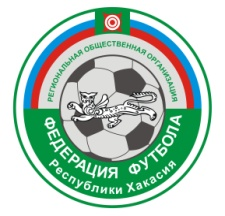 РЕГИОНАЛЬНАЯ ОБЩЕСТВЕННАЯ ОРГАНИЗАЦИЯ
ФЕДЕРАЦИЯ ФУТБОЛА
Республики Хакасия